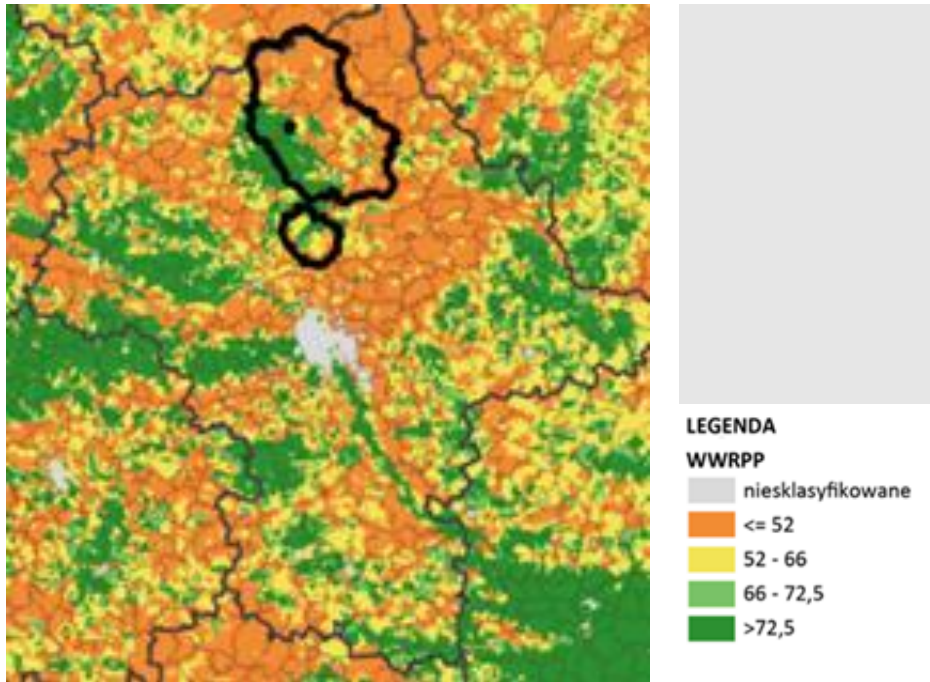 LEGENDA
WWRPP
niesklasyfikowane
<= 52
52 - 66
66 - 72,5
>72,5